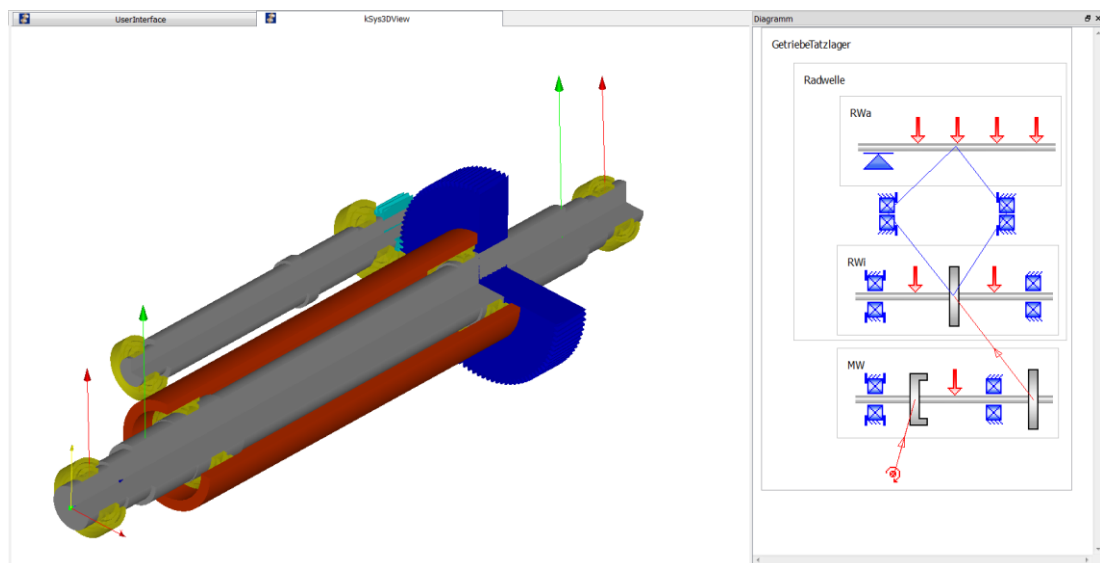 UserInterface
kSys3DView
Diagramm
GetriebeTatzlager
Radwelle
RWa
RWi
MW